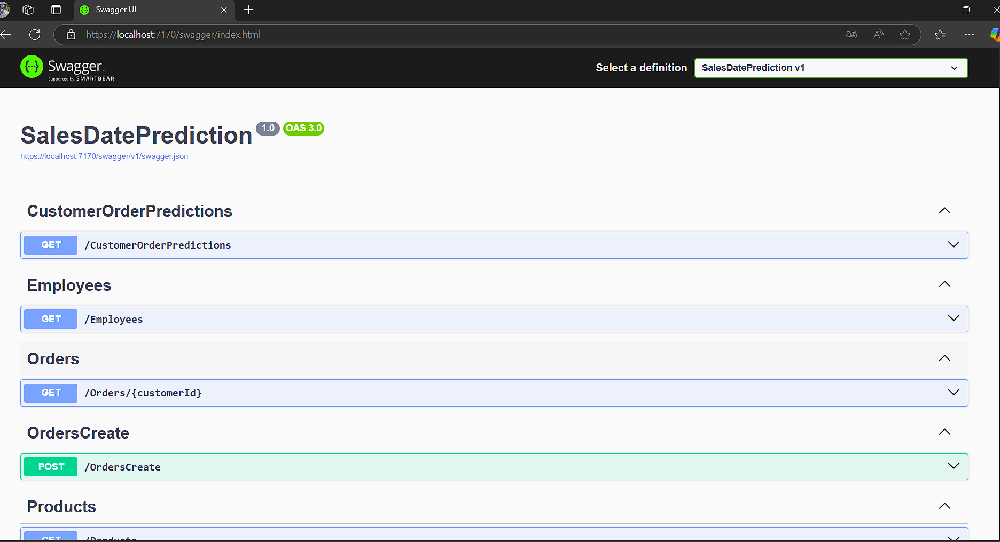 Swagger UI
https://localhost:7170/swagger/index.html
Swagger
Supported by SMARTBEAR
Select a definition
SalesDatePrediction v1
SalesDatePrediction 1.0 OAS 3.0
https://localhost:7170/swagger/v1/swagger.json
CustomerOrderPredictions
GET /CustomerOrderPredictions
Employees
GET /Employees
Orders
GET /Orders/{customerId}
OrdersCreate
POST /OrdersCreate
Products
GET /Products